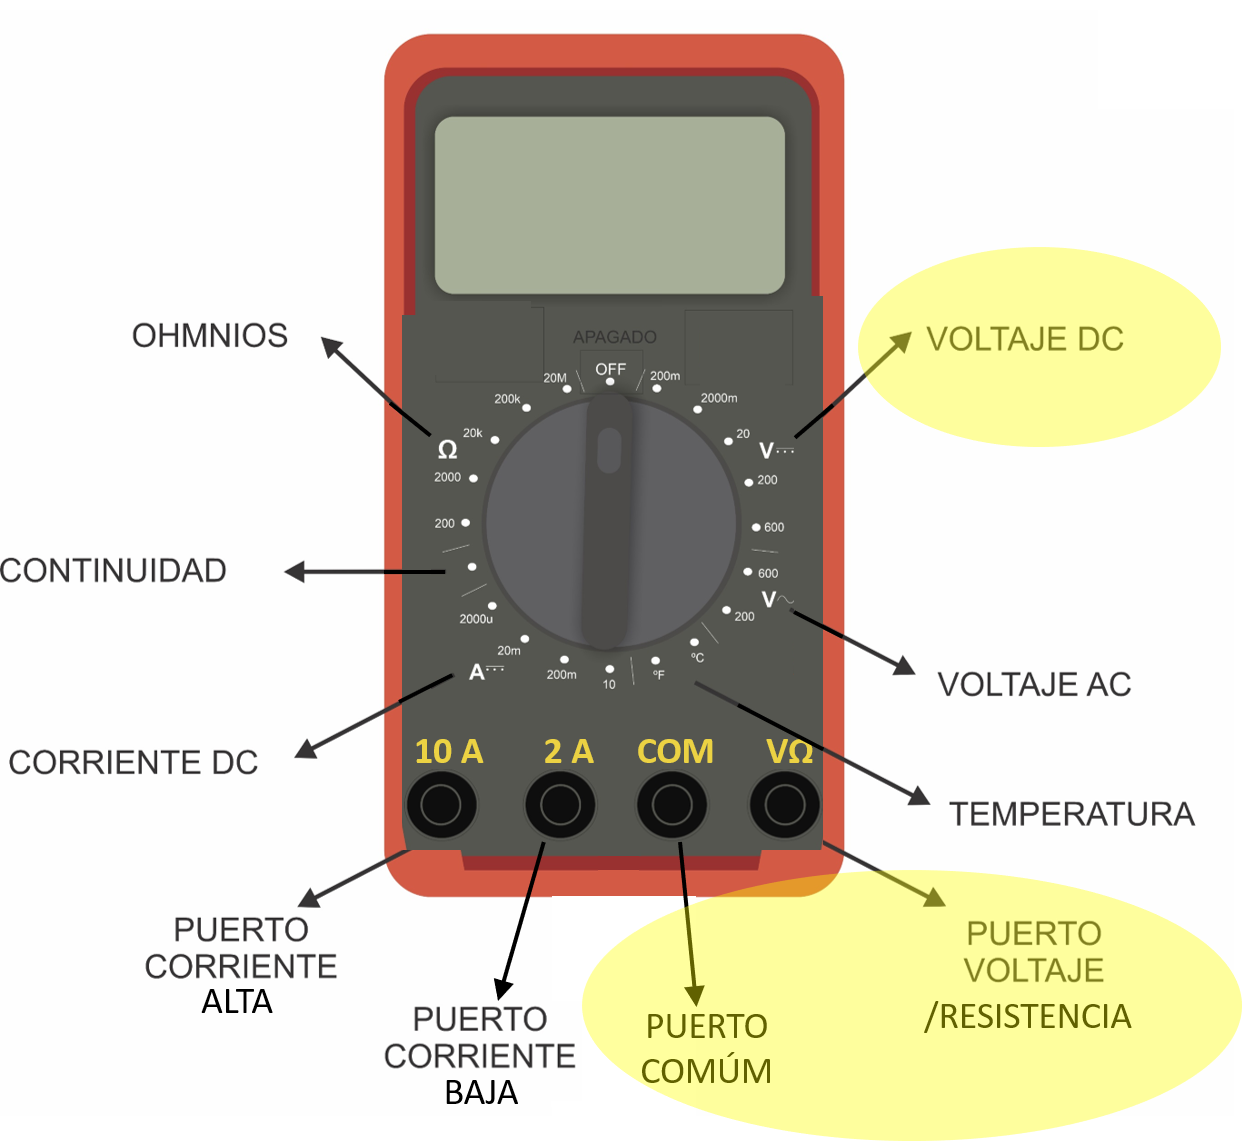 OHMNIOS
VOLTAJE DC
APAGADO
OFF
20M
200m
200k
2000m
20k
20
Ω
V
2000
200
200
600
CONTINUIDAD
600
V
2000u
200
20m
ºC
A
200m
10
ºF
VOLTAJE AC
CORRIENTE DC
10 A
2 A
COM
VΩ
TEMPERATURA
PUERTO
CORRIENTE
ALTA
PUERTO
CORRIENTE
BAJA
PUERTO
COMÚM
PUERTO
VOLTAJE
/RESISTENCIA